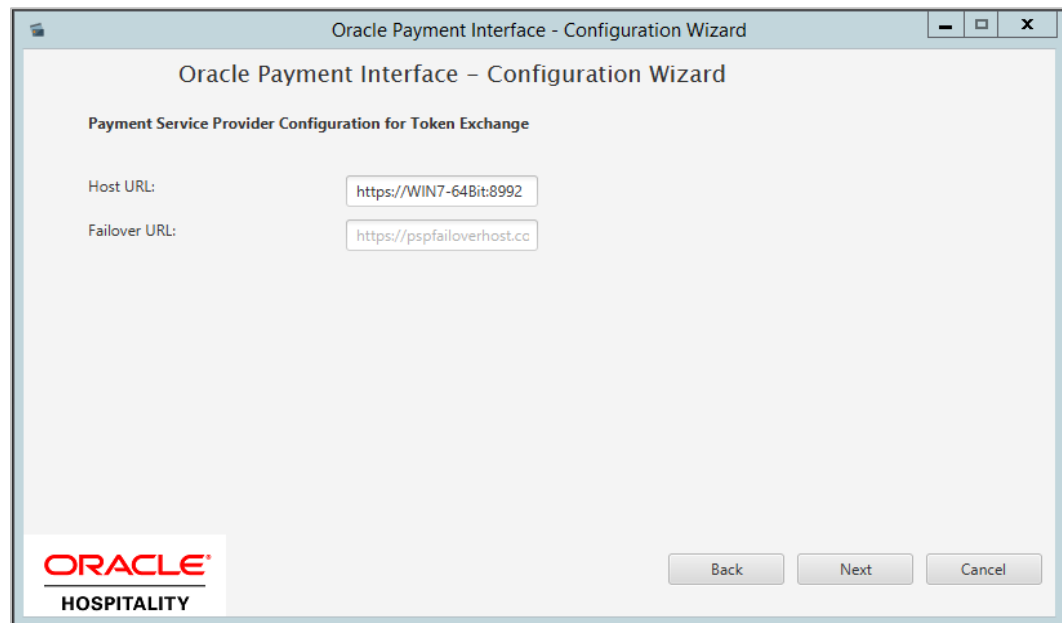 Oracle Payment Interface - Configuration Wizard
Oracle Payment Interface – Configuration Wizard
Payment Service Provider Configuration for Token Exchange
Host URL: https://WIN7-64Bit:8992
Failover URL: https://pspfailoverhost.co
ORACLE®
HOSPITALITY
Back Next Cancel